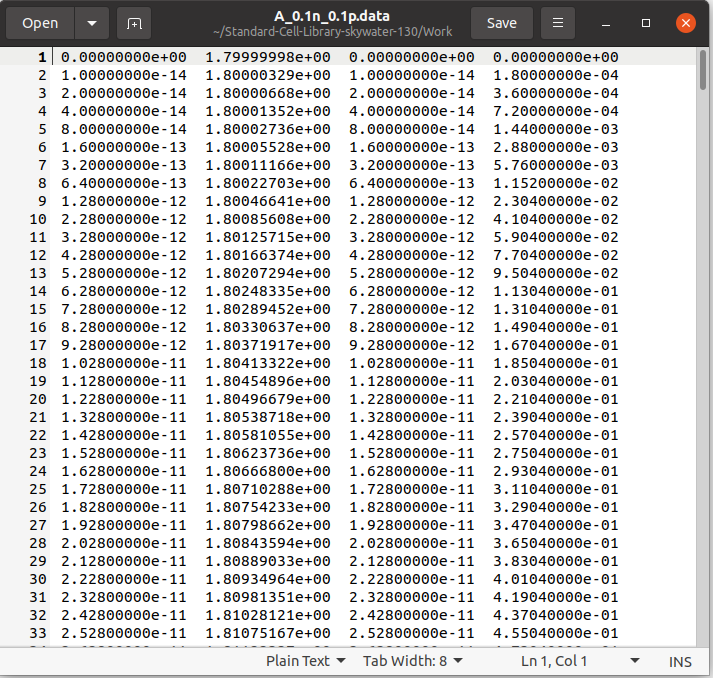 Open
A_0.1n_0.1p.data
~/Standard-Cell-Library-skywater-130/Work
Save
1 0.00000000e+00 1.79999998e+00 0.00000000e+00 0.00000000e+00
2 1.00000000e-14 1.80000329e+00 1.00000000e-14 1.80000000e-04
3 2.00000000e-14 1.80000668e+00 2.00000000e-14 3.60000000e-04
4 4.00000000e-14 1.80001352e+00 4.00000000e-14 7.20000000e-04
5 8.00000000e-14 1.80002736e+00 8.00000000e-14 1.44000000e-03
6 1.60000000e-13 1.80005528e+00 1.60000000e-13 2.88000000e-03
7 3.20000000e-13 1.80011166e+00 3.20000000e-13 5.76000000e-03
8 6.40000000e-13 1.80022703e+00 6.40000000e-13 1.15200000e-02
9 1.28000000e-12 1.80046641e+00 1.28000000e-12 2.30400000e-02
10 2.28000000e-12 1.80085608e+00 2.28000000e-12 4.10400000e-02
11 3.28000000e-12 1.80125715e+00 3.28000000e-12 5.90400000e-02
12 4.28000000e-12 1.80166374e+00 4.28000000e-12 7.70400000e-02
13 5.28000000e-12 1.80207294e+00 5.28000000e-12 9.50400000e-02
14 6.28000000e-12 1.80248335e+00 6.28000000e-12 1.13040000e-01
15 7.28000000e-12 1.80289452e+00 7.28000000e-12 1.31040000e-01
16 8.28000000e-12 1.80330637e+00 8.28000000e-12 1.49040000e-01
17 9.28000000e-12 1.80371917e+00 9.28000000e-12 1.67040000e-01
18 1.02800000e-11 1.80413322e+00 1.02800000e-11 1.85040000e-01
19 1.12800000e-11 1.80454896e+00 1.12800000e-11 2.03040000e-01
20 1.22800000e-11 1.80496679e+00 1.22800000e-11 2.21040000e-01
21 1.32800000e-11 1.80538718e+00 1.32800000e-11 2.39040000e-01
22 1.42800000e-11 1.80581055e+00 1.42800000e-11 2.57040000e-01
23 1.52800000e-11 1.80623736e+00 1.52800000e-11 2.75040000e-01
24 1.62800000e-11 1.80666800e+00 1.62800000e-11 2.93040000e-01
25 1.72800000e-11 1.80710288e+00 1.72800000e-11 3.11040000e-01
26 1.82800000e-11 1.80754233e+00 1.82800000e-11 3.29040000e-01
27 1.92800000e-11 1.80798662e+00 1.92800000e-11 3.47040000e-01
28 2.02800000e-11 1.80843594e+00 2.02800000e-11 3.65040000e-01
29 2.12800000e-11 1.80889033e+00 2.12800000e-11 3.83040000e-01
30 2.22800000e-11 1.80934964e+00 2.22800000e-11 4.01040000e-01
31 2.32800000e-11 1.80981351e+00 2.32800000e-11 4.19040000e-01
32 2.42800000e-11 1.81028121e+00 2.42800000e-11 4.37040000e-01
33 2.52800000e-11 1.81075167e+00 2.52800000e-11 4.55040000e-01
Plain Text Tab Width: 8 Ln 1, Col 1 INS